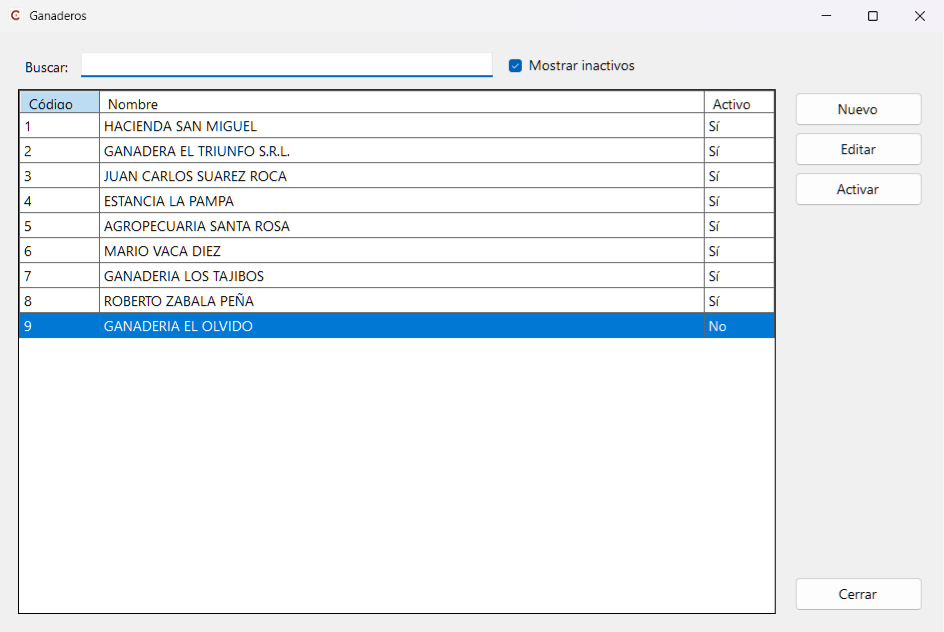 Ganaderos
Buscar: Mostrar inactivos
Código Nombre Activo
1 HACIENDA SAN MIGUEL Sí
2 GANADERA EL TRIUNFO S.R.L. Sí
3 JUAN CARLOS SUAREZ ROCA Sí
4 ESTANCIA LA PAMPA Sí
5 AGROPECUARIA SANTA ROSA Sí
6 MARIO VACA DIEZ Sí
7 GANADERIA LOS TAJIBOS Sí
8 ROBERTO ZABALA PEÑA Sí
9 GANADERIA EL OLVIDO No
Nuevo
Editar
Activar
Cerrar